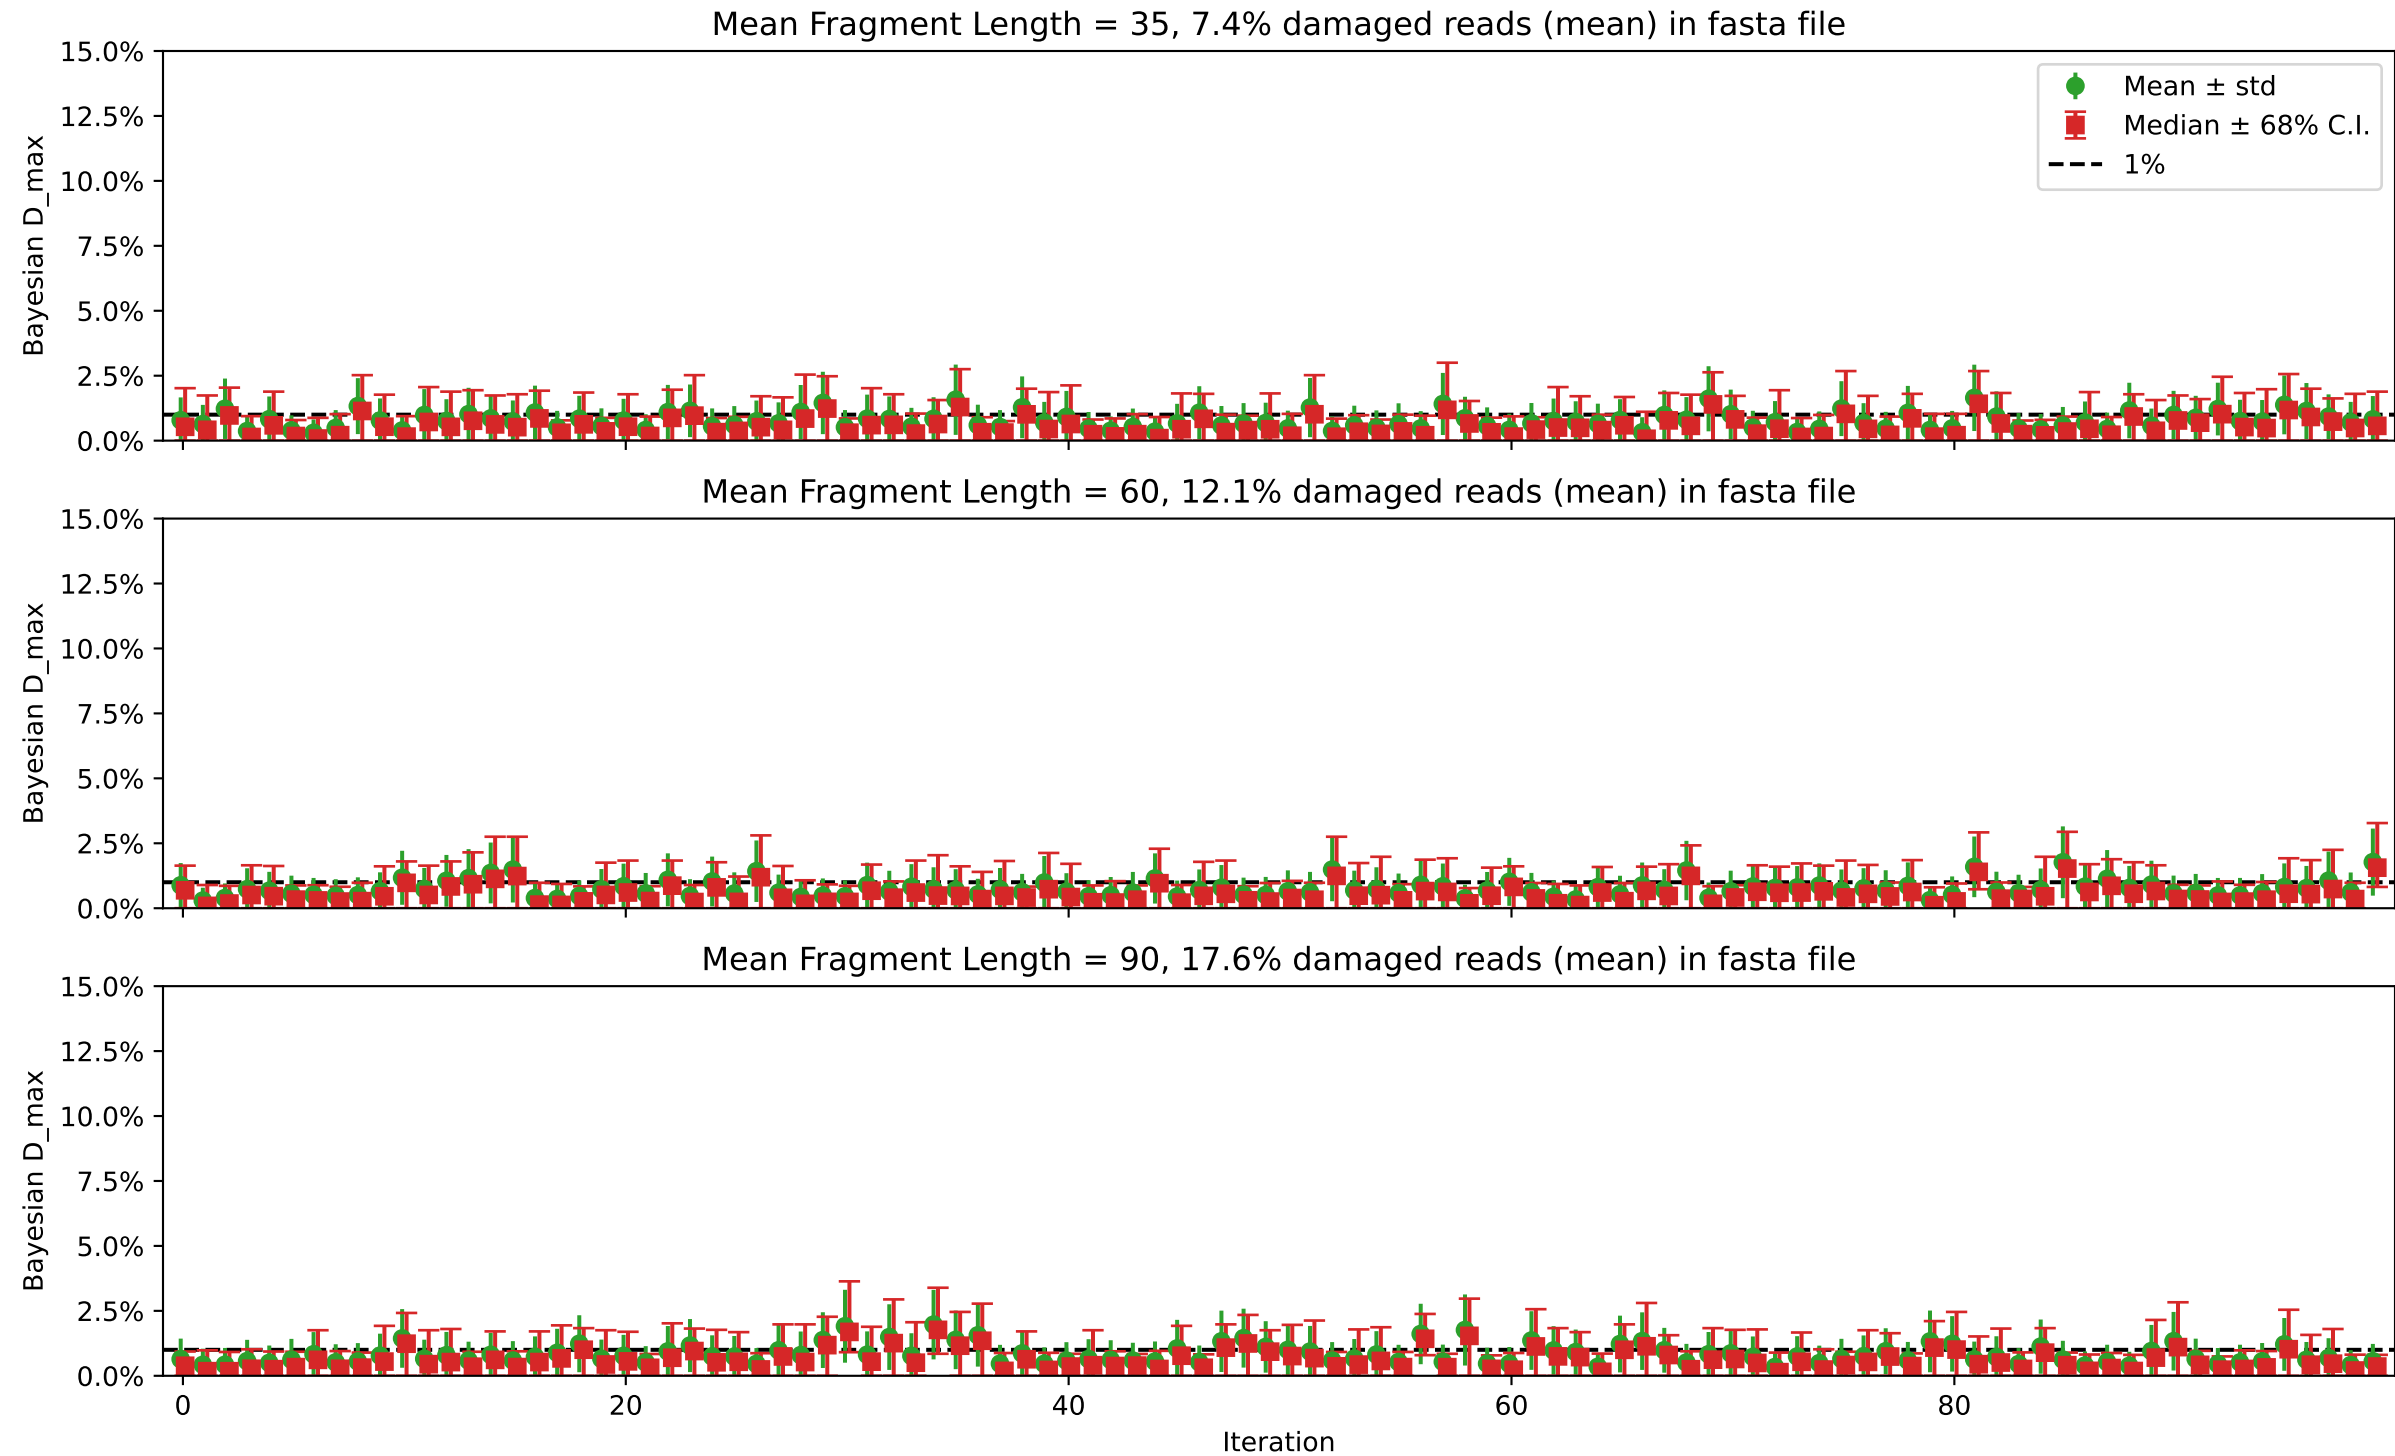 Mean Fragment Length = 35, 7.4% damaged reads (mean) in fasta file
15.0%
12.5%
10.0%
7.5%
5.0%
2.5%
0.0%
Bayesian D_max
Mean ± std
Median ± 68% C.I.
1%
Mean Fragment Length = 60, 12.1% damaged reads (mean) in fasta file
15.0%
12.5%
10.0%
7.5%
5.0%
2.5%
0.0%
Bayesian D_max
Mean Fragment Length = 90, 17.6% damaged reads (mean) in fasta file
15.0%
12.5%
10.0%
7.5%
5.0%
2.5%
0.0%
Bayesian D_max
0 20 40 60 80
Iteration